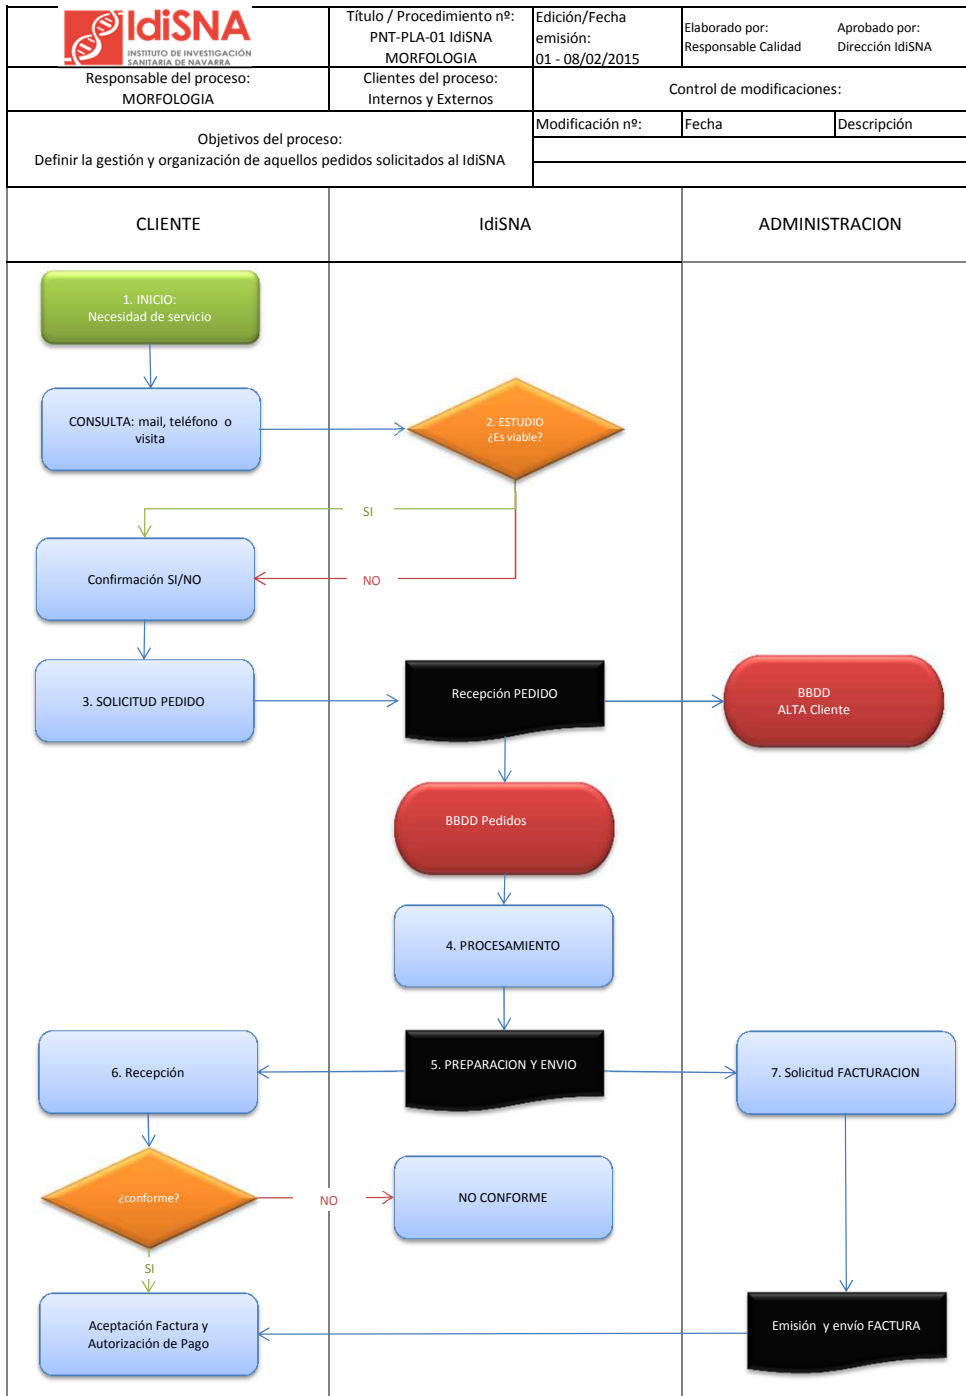 IdiSNA
INSTITUTO DE INVESTIGACIÓN
SANITARIA DE NAVARRA
Título / Procedimiento nº:
PNT-PLA-01 IdiSNA
MORFOLOGIA
Edición/Fecha
emisión:
01 - 08/02/2015
Elaborado por:
Responsable Calidad
Aprobado por:
Dirección IdiSNA
Responsable del proceso:
MORFOLOGIA
Clientes del proceso:
Internos y Externos
Control de modificaciones:
Objetivos del proceso:
Definir la gestión y organización de aquellos pedidos solicitados al IdiSNA
Modificación nº:
Fecha
Descripción
CLIENTE
IdiSNA
ADMINISTRACION
1. INICIO:
Necesidad de servicio
CONSULTA: mail, teléfono o
visita
2. ESTUDIO
¿Es viable?
SI
Confirmación SI/NO
NO
3. SOLICITUD PEDIDO
Recepción PEDIDO
BBDD
ALTA Cliente
BBDD Pedidos
4. PROCESAMIENTO
6. Recepción
5. PREPARACION Y ENVIO
7. Solicitud FACTURACION
¿conforme?
NO
NO CONFORME
SI
Aceptación Factura y
Autorización de Pago
Emisión y envío FACTURA